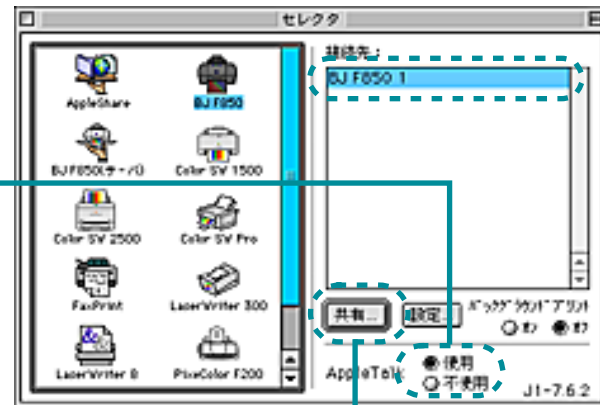 セレクタ
AppleShare
BJ F850
BJ F850(サーバ)
Color SW 1500
Color SW 2500
Color SW Pro
FaxPrint
LaserWriter 300
LaserWriter 8
PixeColor F200
接続先：
BJ F850 1
共有...
設定...
バックグラウンドプリント
オン
オフ
AppleTalk:
使用
不使用
J1-7.6.2